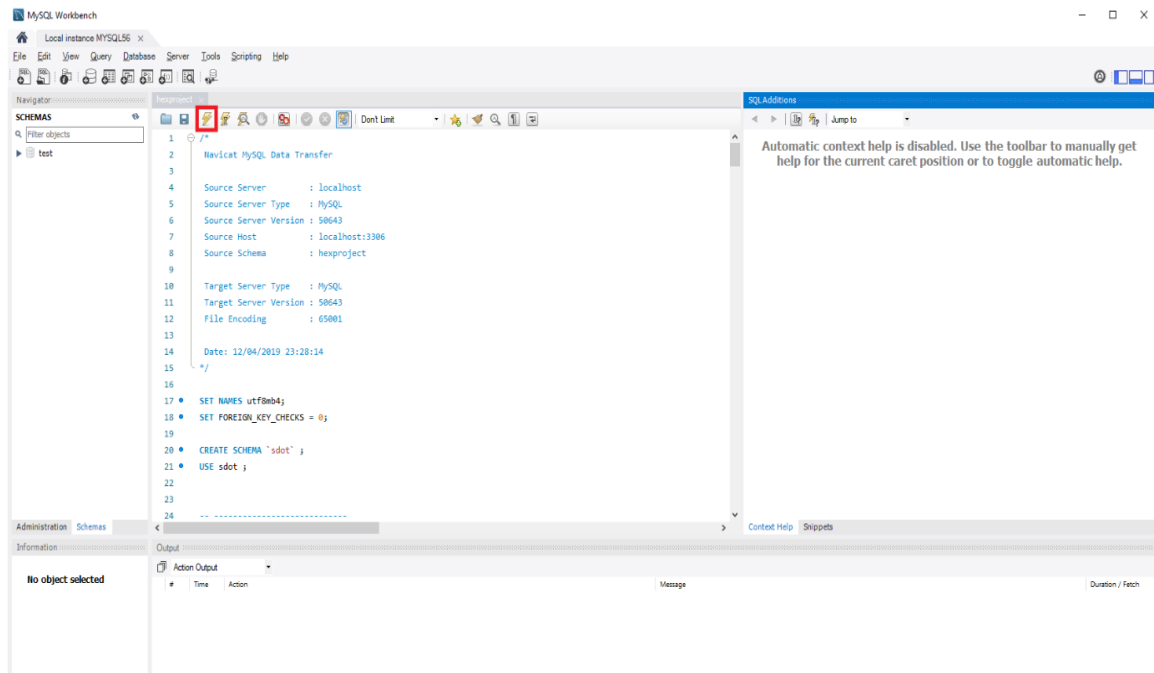 MySQL Workbench
Local instance MYSQL56 ×
File Edit View Query Database Server Tools Scripting Help
Navigator
SCHEMAS
Filter objects
test
Administration Schemas
Information
No object selected
hexproject ×
Don't Limit
1 /*
2 Navicat MySQL Data Transfer
3
4 Source Server : localhost
5 Source Server Type : MySQL
6 Source Server Version : 50643
7 Source Host : localhost:3306
8 Source Schema : hexproject
9
10 Target Server Type : MySQL
11 Target Server Version : 50643
12 File Encoding : 65001
13
14 Date: 12/04/2019 23:28:14
15 */
16
17 SET NAMES utf8mb4;
18 SET FOREIGN_KEY_CHECKS = 0;
19
20 CREATE SCHEMA `sdot` ;
21 USE sdot ;
22
23
24 -- ----------------------------
SQLAdditions
Jump to
Automatic context help is disabled. Use the toolbar to manually get
help for the current caret position or to toggle automatic help.
Context Help Snippets
Output
Action Output
# Time Action Message Duration / Fetch